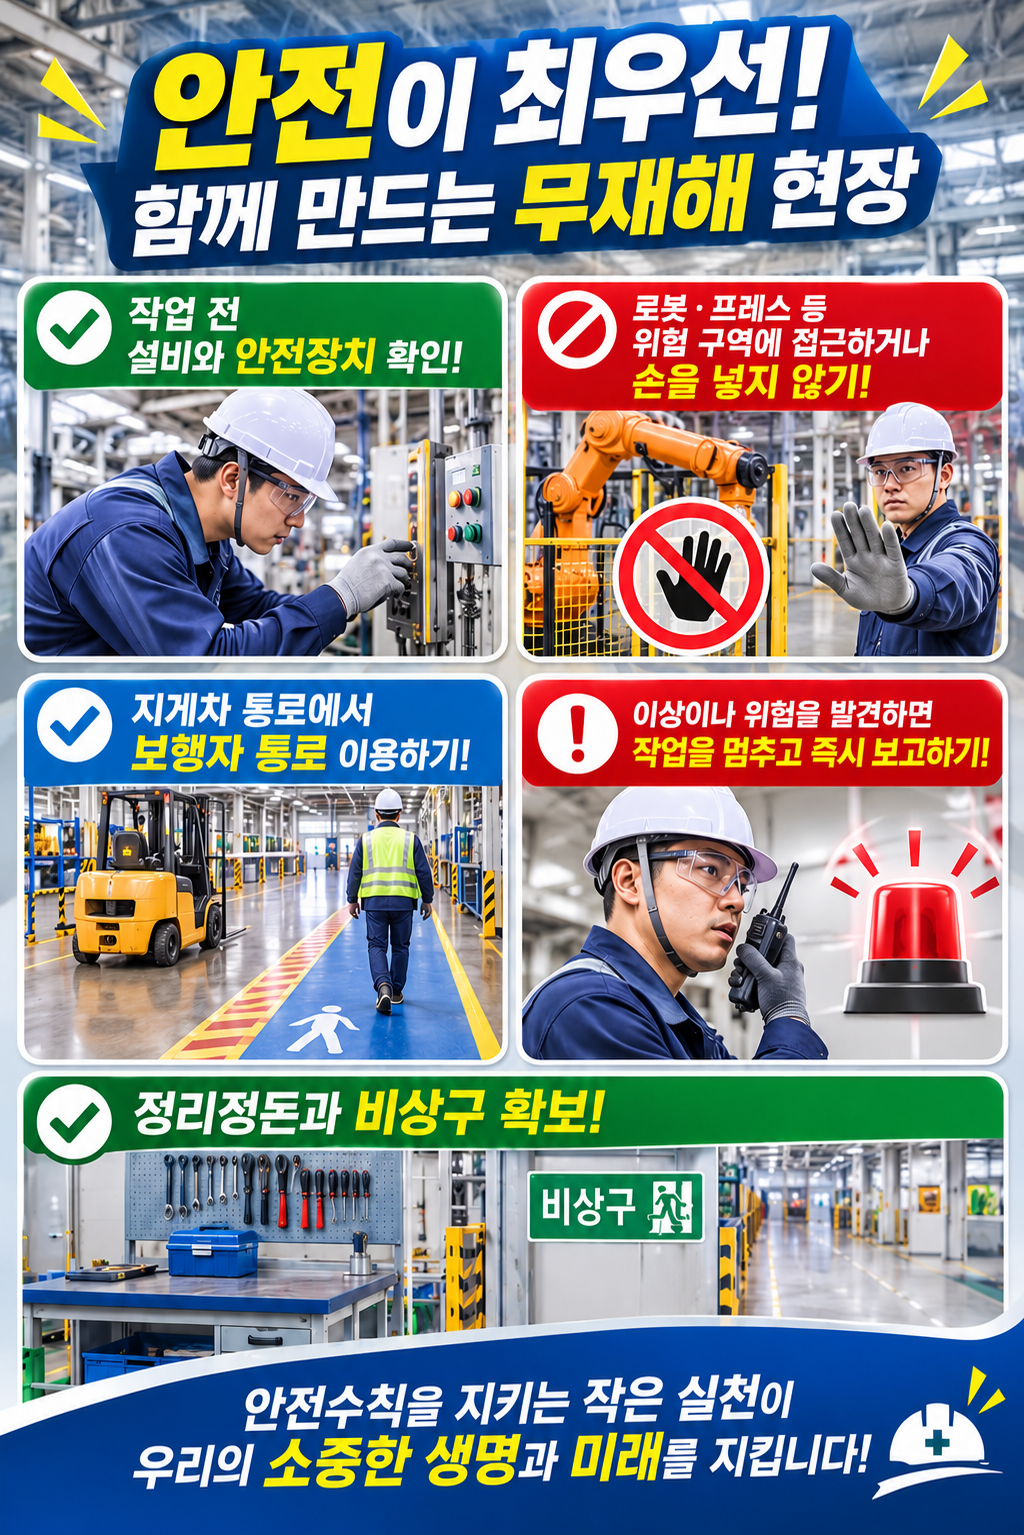 안전이 최우선!
함께 만드는 무재해 현장
작업 전
설비와 안전장치 확인!
로봇 · 프레스 등
위험 구역에 접근하거나
손을 넣지 않기!
지게차 통로에서
보행자 통로 이용하기!
이상이나 위험을 발견하면
작업을 멈추고 즉시 보고하기!
정리정돈과 비상구 확보!
비상구
안전수칙을 지키는 작은 실천이
우리의 소중한 생명과 미래를 지킵니다!